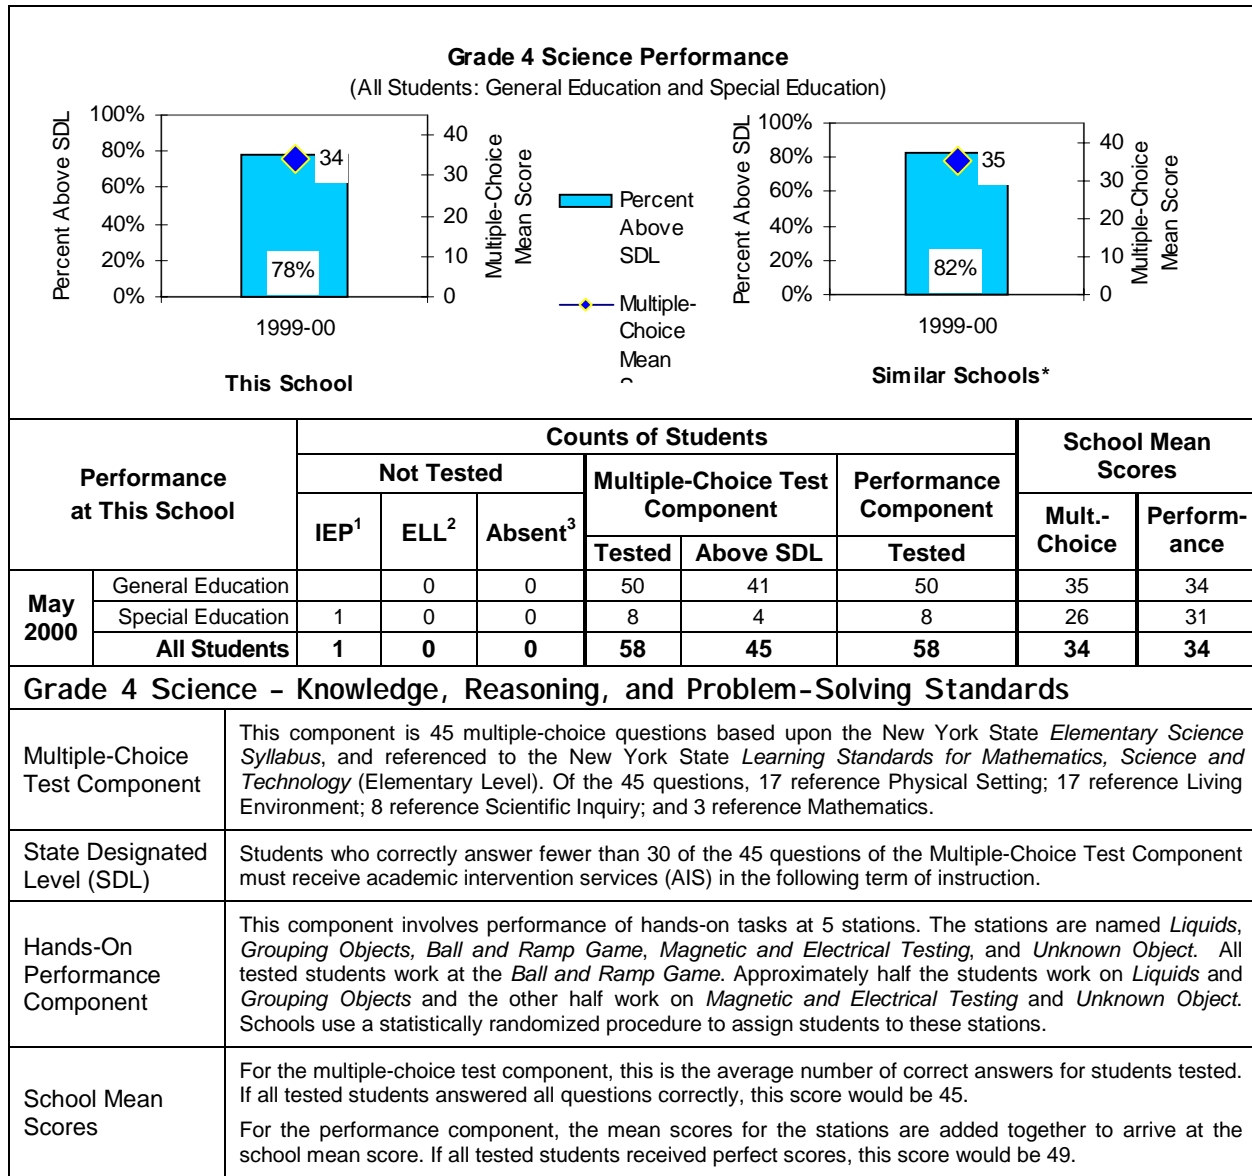 Grade 4 Science Performance
(All Students: General Education and Special Education)
Percent Above SDL
100%
80%
60%
40%
20%
0%
34
78%
40
30
20
10
0
Multiple-Choice
Mean Score
1999-00
This School
Percent
Above
SDL
Multiple-
Choice
Mean
Percent Above SDL
100%
80%
60%
40%
20%
0%
35
82%
40
30
20
10
0
Multiple-Choice
Mean Score
1999-00
Similar Schools*
Performance
at This School
Counts of Students
School Mean
Scores
Not Tested
Multiple-Choice Test
Component
Performance
Component
IEP1
ELL2
Absent3
Tested
Above SDL
Tested
Mult.-
Choice
Perform-
ance
May
2000
General Education 0 0 50 41 50 35 34
Special Education 1 0 0 8 4 8 26 31
All Students 1 0 0 58 45 58 34 34
Grade 4 Science – Knowledge, Reasoning, and Problem-Solving Standards
Multiple-Choice
Test Component
This component is 45 multiple-choice questions based upon the New York State Elementary Science
Syllabus, and referenced to the New York State Learning Standards for Mathematics, Science and
Technology (Elementary Level). Of the 45 questions, 17 reference Physical Setting; 17 reference Living
Environment; 8 reference Scientific Inquiry; and 3 reference Mathematics.
State Designated
Level (SDL)
Students who correctly answer fewer than 30 of the 45 questions of the Multiple-Choice Test Component
must receive academic intervention services (AIS) in the following term of instruction.
Hands-On
Performance
Component
This component involves performance of hands-on tasks at 5 stations. The stations are named Liquids,
Grouping Objects, Ball and Ramp Game, Magnetic and Electrical Testing, and Unknown Object. All
tested students work at the Ball and Ramp Game. Approximately half the students work on Liquids and
Grouping Objects and the other half work on Magnetic and Electrical Testing and Unknown Object.
Schools use a statistically randomized procedure to assign students to these stations.
School Mean
Scores
For the multiple-choice test component, this is the average number of correct answers for students tested.
If all tested students answered all questions correctly, this score would be 45.
For the performance component, the mean scores for the stations are added together to arrive at the
school mean score. If all tested students received perfect scores, this score would be 49.